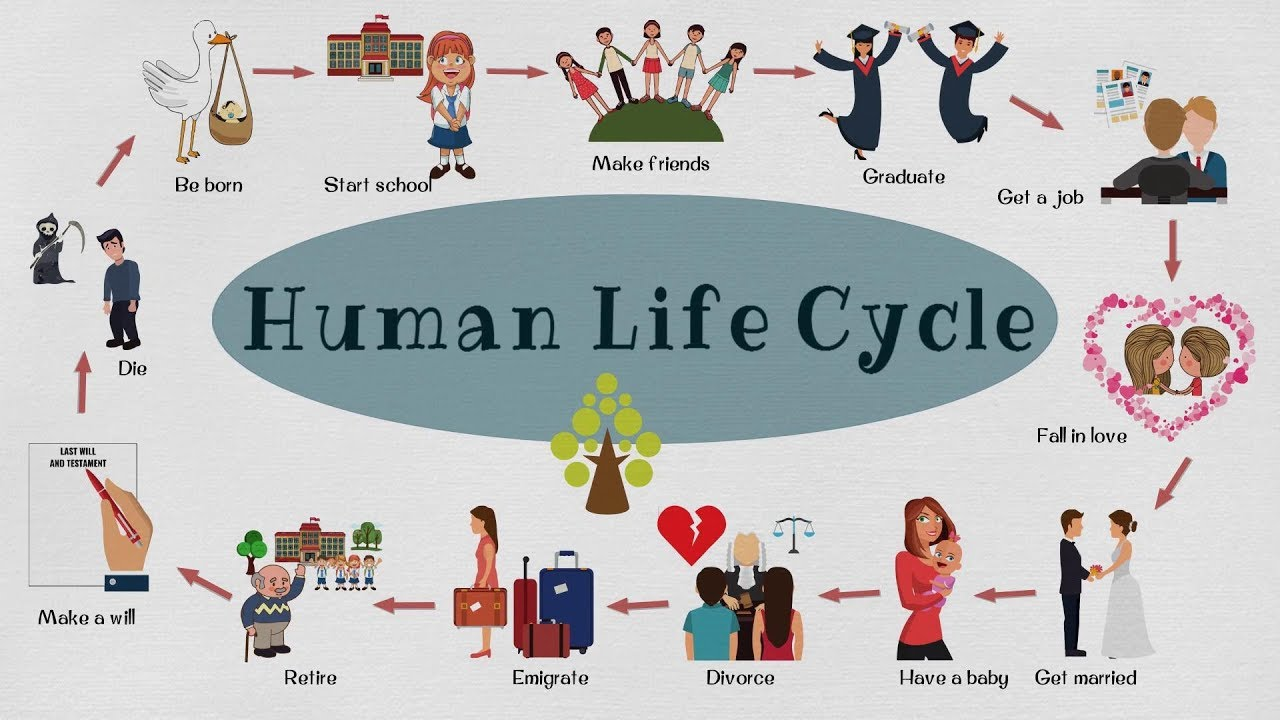 Be born
Start school
Make friends
Graduate
Get a job
Human Life Cycle
Die
Fall in love
LAST WILL
AND TESTAMENT
Make a will
Retire
Emigrate
Divorce
Have a baby
Get married